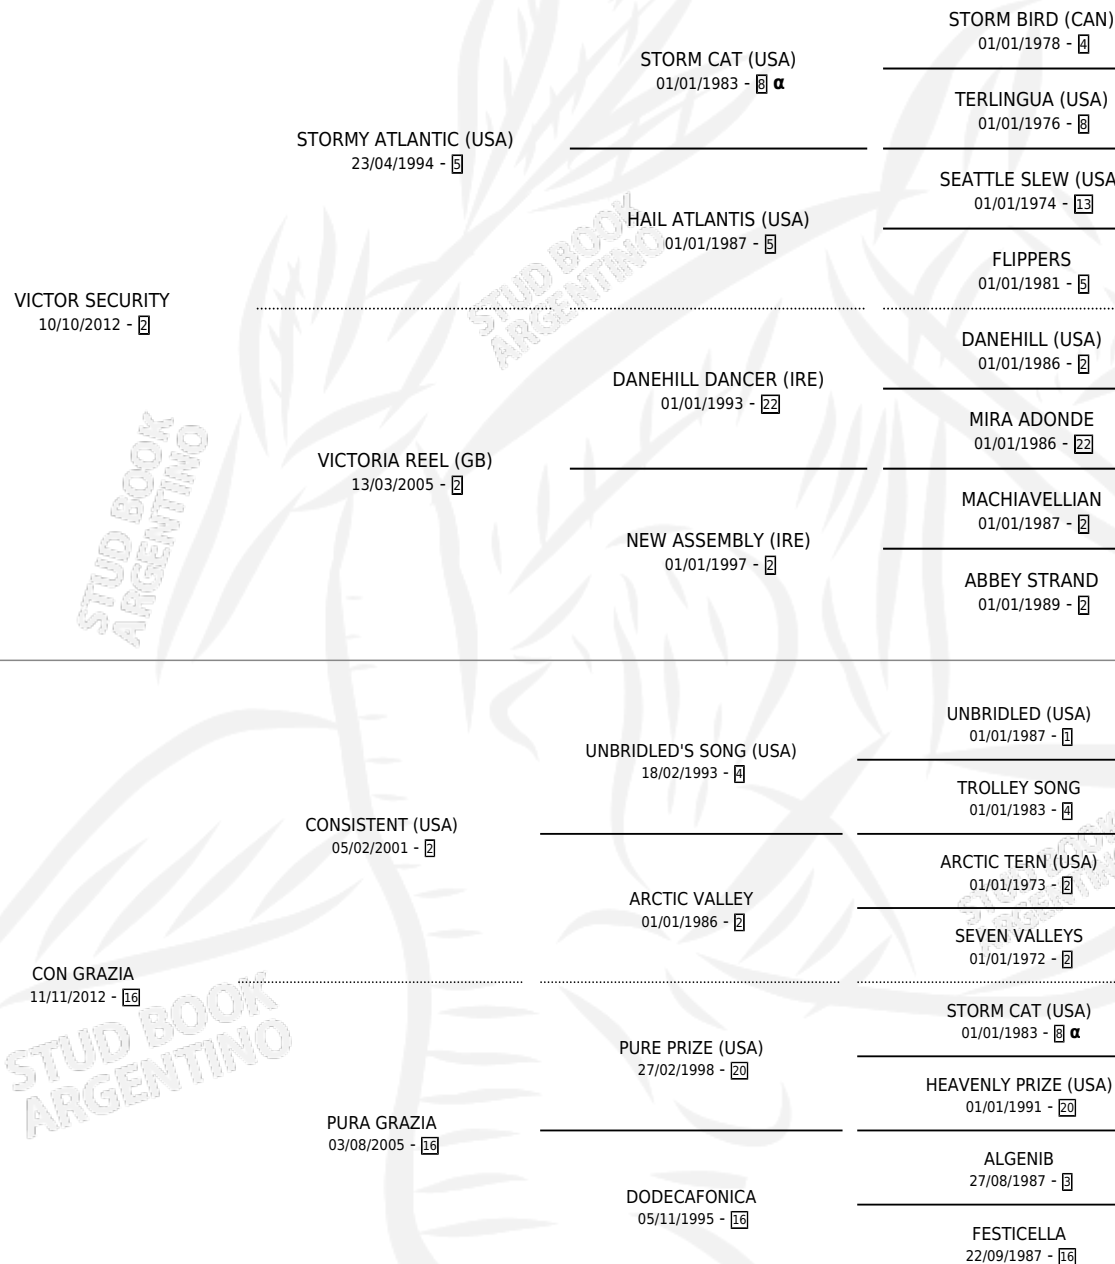 STORM BIRD (CAN)
01/01/1978 - 4
STORM CAT (USA)
01/01/1983 - 8 α
TERLINGUA (USA)
01/01/1976 - 8
STORMY ATLANTIC (USA)
23/04/1994 - 5
SEATTLE SLEW (USA
01/01/1974 - 13
HAIL ATLANTIS (USA)
01/01/1987 - 5
FLIPPERS
01/01/1981 - 5
VICTOR SECURITY
10/10/2012 - 2
DANEHILL (USA)
01/01/1986 - 2
DANEHILL DANCER (IRE)
01/01/1993 - 22
MIRA ADONDE
01/01/1986 - 22
VICTORIA REEL (GB)
13/03/2005 - 2
MACHIAVELLIAN
01/01/1987 - 2
NEW ASSEMBLY (IRE)
01/01/1997 - 2
ABBEY STRAND
01/01/1989 - 2
UNBRIDLED (USA)
01/01/1987 - 1
UNBRIDLED'S SONG (USA)
18/02/1993 - 4
TROLLEY SONG
01/01/1983 - 4
CONSISTENT (USA)
05/02/2001 - 2
ARCTIC TERN (USA)
01/01/1973 - 2
ARCTIC VALLEY
01/01/1986 - 2
SEVEN VALLEYS
01/01/1972 - 2
CON GRAZIA
11/11/2012 - 16
STORM CAT (USA)
01/01/1983 - 8 α
PURE PRIZE (USA)
27/02/1998 - 20
HEAVENLY PRIZE (USA)
01/01/1991 - 20
PURA GRAZIA
03/08/2005 - 16
ALGENIB
27/08/1987 - 3
DODECAFONICA
05/11/1995 - 16
FESTICELLA
22/09/1987 - 16
STUD BOOK
ARGENTINO
STUD BOOK
ARGENTINO
STUD BOOK
ARGENTINO